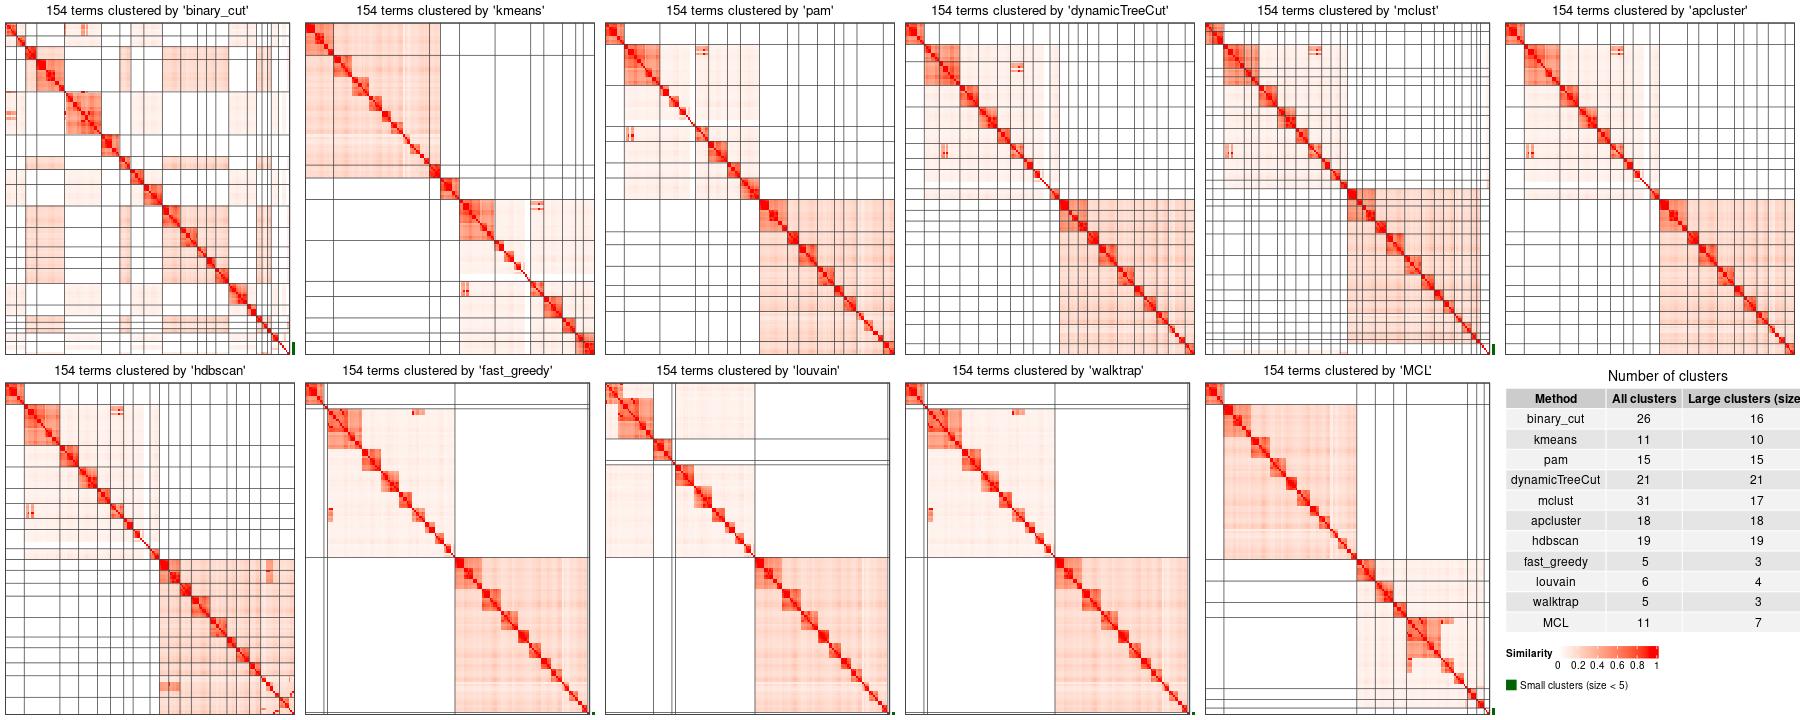 154 terms clustered by 'binary_cut'
154 terms clustered by 'kmeans'
154 terms clustered by 'pam'
154 terms clustered by 'dynamicTreeCut'
154 terms clustered by 'mclust'
154 terms clustered by 'apcluster'
154 terms clustered by 'hdbscan'
154 terms clustered by 'fast_greedy'
154 terms clustered by 'louvain'
154 terms clustered by 'walktrap'
154 terms clustered by 'MCL'
Number of clusters
Method All clusters Large clusters (size
binary_cut 26 16
kmeans 11 10
pam 15 15
dynamicTreeCut 21 21
mclust 31 17
apcluster 18 18
hdbscan 19 19
fast_greedy 5 3
louvain 6 4
walktrap 5 3
MCL 11 7
Similarity
0 0.2 0.4 0.6 0.8 1
Small clusters (size < 5)